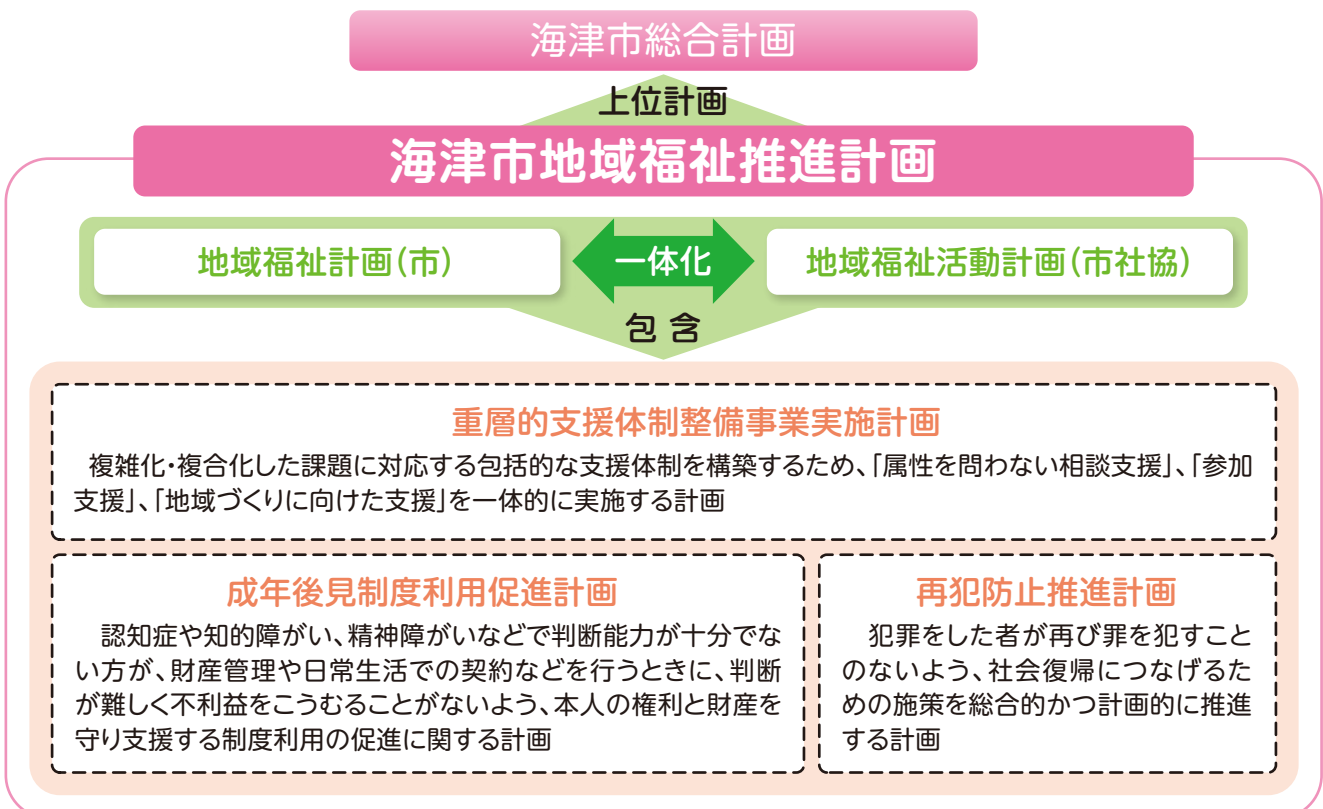 海津市総合計画
上位計画
海津市地域福祉推進計画
地域福祉計画(市)
一体化
地域福祉活動計画(市社協)
包含
重層的支援体制整備事業実施計画
複雑化・複合化した課題に対応する包括的な支援体制を構築するため、「属性を問わない相談支援」、「参加
支援」、「地域づくりに向けた支援」を一体的に実施する計画
成年後見制度利用促進計画
認知症や知的障がい、精神障がいなどで判断能力が十分でな
い方が、財産管理や日常生活での契約などを行うときに、判断
が難しく不利益をこうむることがないよう、本人の権利と財産を
守り支援する制度利用の促進に関する計画
再犯防止推進計画
犯罪をした者が再び罪を犯すこと
のないよう、社会復帰につなげるた
めの施策を総合的かつ計画的に推進
する計画